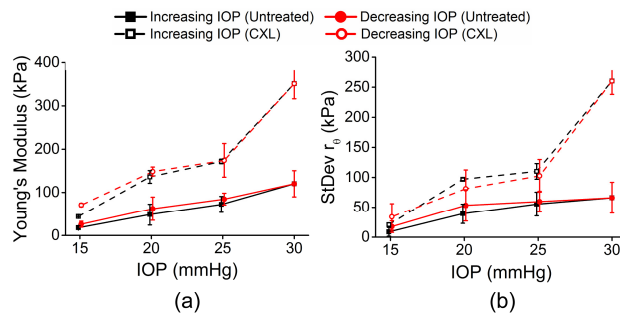 Increasing IOP (Untreated) Decreasing IOP (Untreated)
Increasing IOP (CXL) Decreasing IOP (CXL)
Young's Modulus (kPa)
400
300
200
100
0
15 20 25 30
IOP (mmHg)
(a)
StDev rθ (kPa)
300
250
200
150
100
50
0
15 20 25 30
IOP (mmHg)
(b)